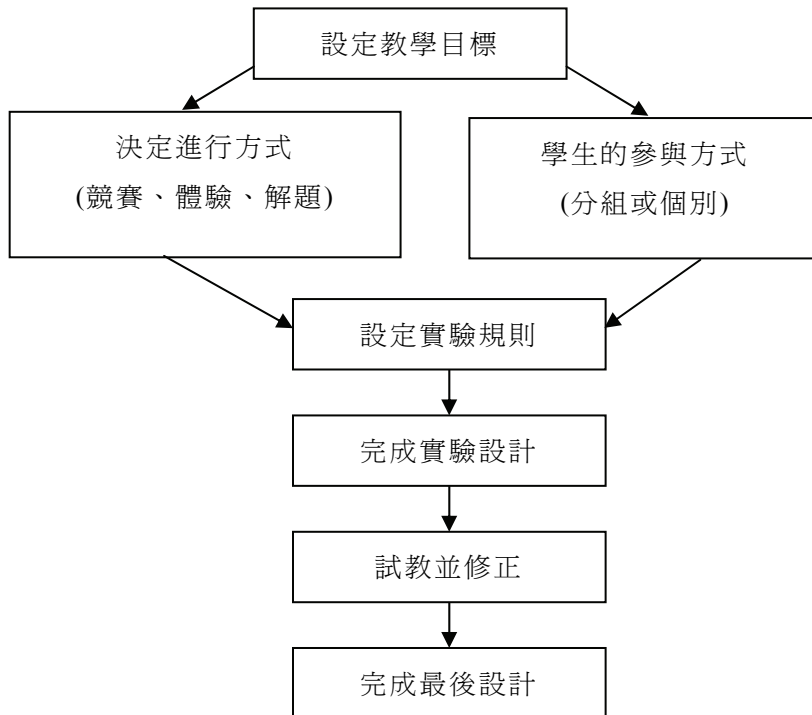 設定教學目標
決定進行方式
(競賽、體驗、解題)
學生的參與方式
(分組或個別)
設定實驗規則
完成實驗設計
試教並修正
完成最後設計